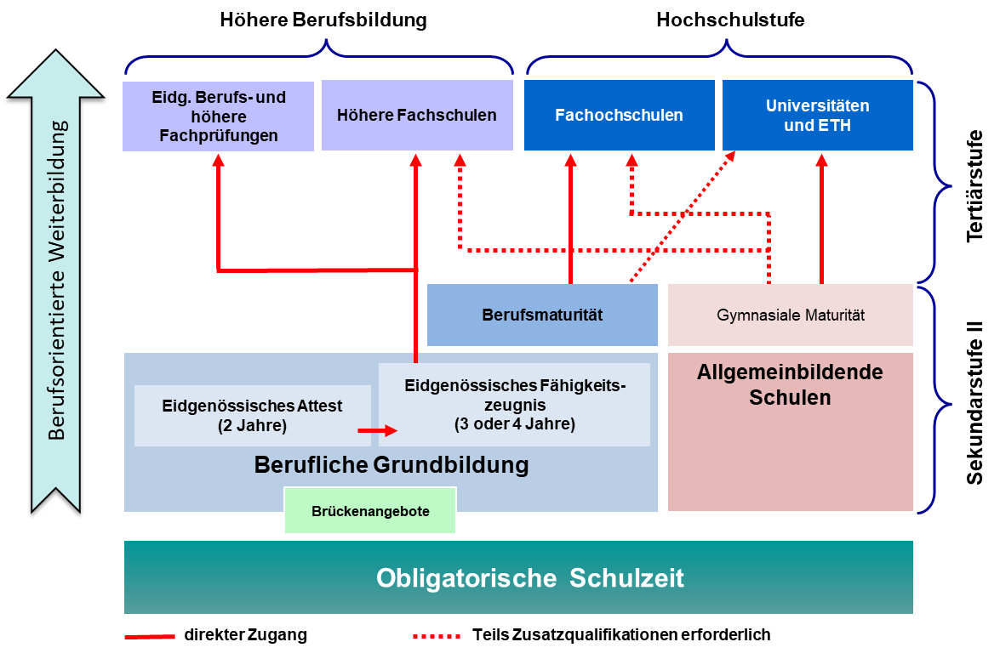 Höhere Berufsbildung
Hochschulstufe
Eidg. Berufs- und
höhere
Fachprüfungen
Höhere Fachschulen
Fachochschulen
Universitäten
und ETH
Tertiärstufe
Berufsorientierte Weiterbildung
Berufsmaturität
Gymnasiale Maturität
Sekundarstufe II
Eidgenössisches Attest
(2 Jahre)
Eidgenössisches Fähigkeits-
zeugnis
(3 oder 4 Jahre)
Allgemeinbildende
Schulen
Berufliche Grundbildung
Brückenangebote
Obligatorische Schulzeit
direkter Zugang
Teils Zusatzqualifikationen erforderlich